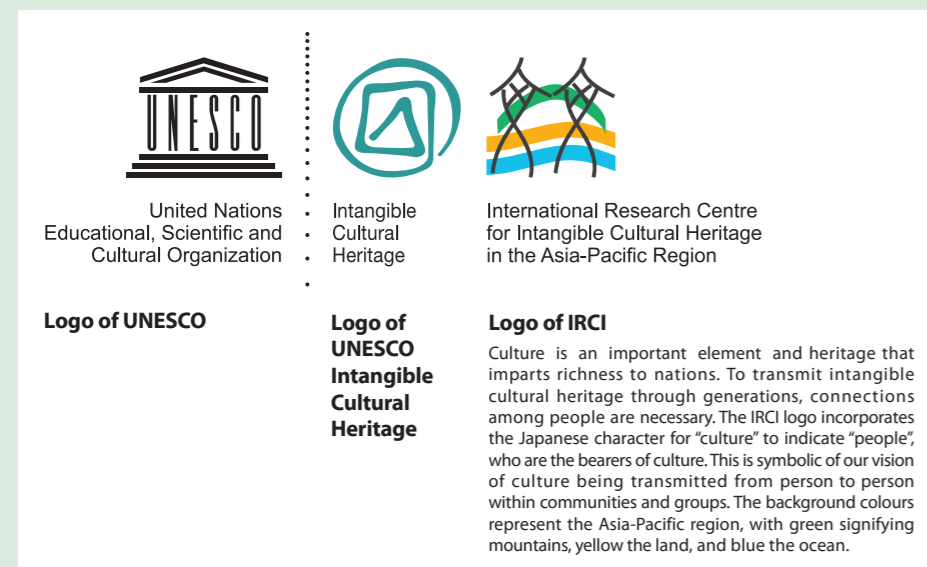 UNESCO
United Nations
Educational, Scientific and
Cultural Organization
Intangible
Cultural
Heritage
International Research Centre
for Intangible Cultural Heritage
in the Asia-Pacific Region
Logo of UNESCO
Logo of
UNESCO
Intangible
Cultural
Heritage
Logo of IRCI
Culture is an important element and heritage that
imparts richness to nations. To transmit intangible
cultural heritage through generations, connections
among people are necessary. The IRCI logo incorporates
the Japanese character for “culture” to indicate “people”,
who are the bearers of culture. This is symbolic of our vision
of culture being transmitted from person to person
within communities and groups. The background colours
represent the Asia-Pacific region, with green signifying
mountains, yellow the land, and blue the ocean.